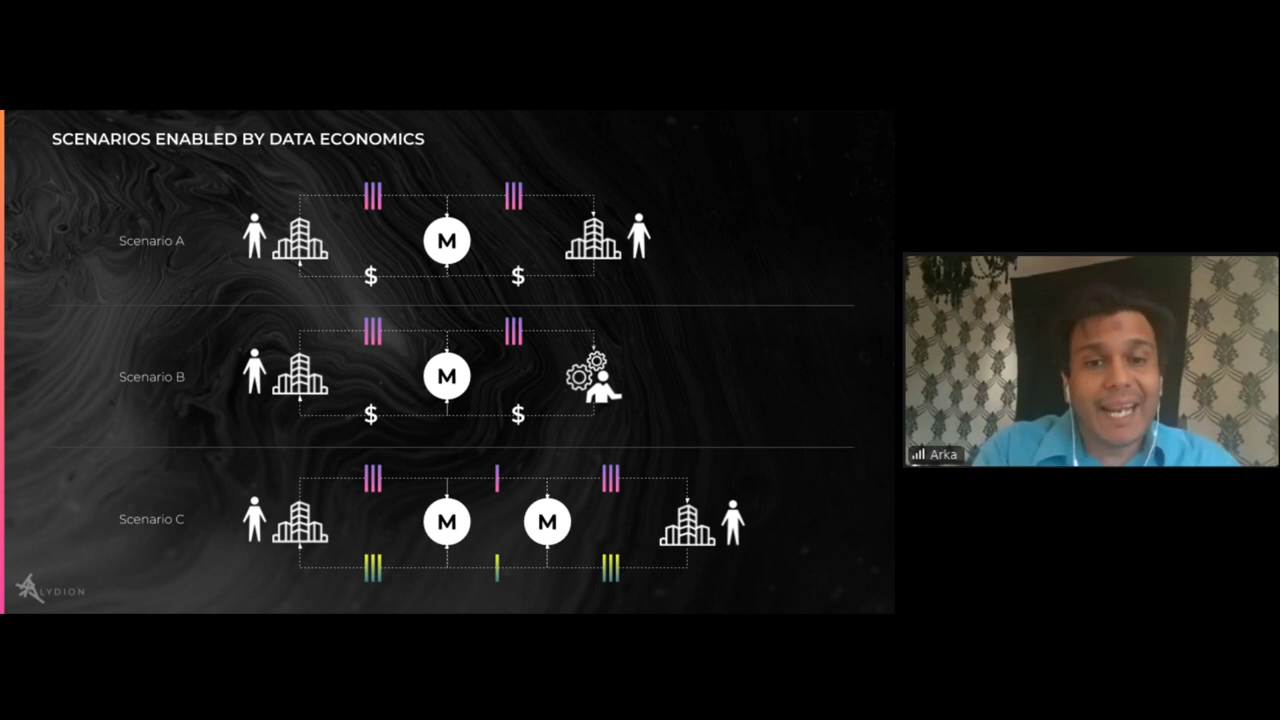 SCENARIOS ENABLED BY DATA ECONOMICS
Scenario A
M
$ $
Scenario B
M
$ $
Scenario C
M M
LYDION
Arka